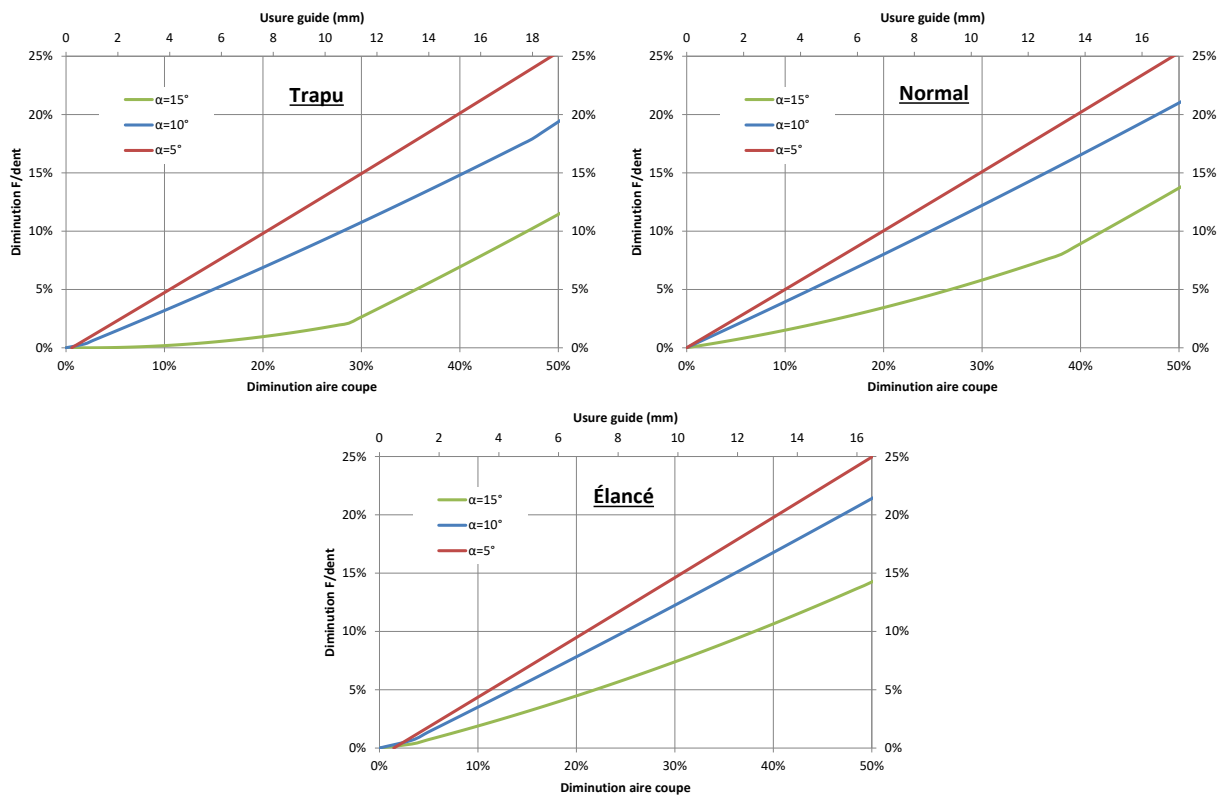 Usure guide (mm)
0 2 4 6 8 10 12 14 16 18
25% 25%
20% 20%
15% 15%
10% 10%
5% 5%
0% 0%
Diminution F/dent
Trapu
α=15°
α=10°
α=5°
0% 10% 20% 30% 40% 50%
Diminution aire coupe
Usure guide (mm)
0 2 4 6 8 10 12 14 16
25% 25%
20% 20%
15% 15%
10% 10%
5% 5%
0% 0%
Diminution F/dent
Normal
α=15°
α=10°
α=5°
0% 10% 20% 30% 40% 50%
Diminution aire coupe
Usure guide (mm)
0 2 4 6 8 10 12 14 16
25% 25%
20% 20%
15% 15%
10% 10%
5% 5%
0% 0%
Diminution F/dent
Élancé
α=15°
α=10°
α=5°
0% 10% 20% 30% 40% 50%
Diminution aire coupe